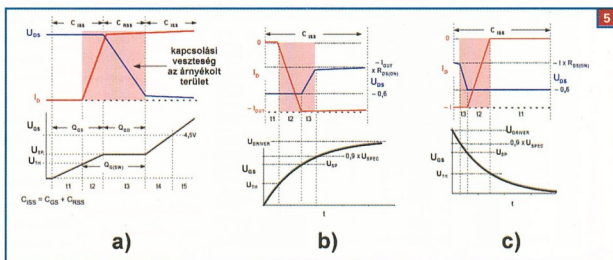 5
C ISS C RSS C ISS
U DS
I D
kapcsolási
veszteség
az árnyékolt
terület
U GS
Q GS Q GD
4,5V
U TH
Q G(SW)
t1 t2 t3 t4 t5
C ISS = C GS + C RSS
a)
C ISS
0
I D
– I OUT
x R DS(ON)
U DS
– 0,6
– I OUT
t1 t2 t3
U DRIVER
0,9 x U SPEC
U SP
U GS
U TH
t
b)
C ISS
0
– I x R DS(ON)
I D
U DS
– 0,6
– I
t3 t2 t1
U DRIVER
0,9 x U SPEC
U GS
U SP
U TH
t
c)